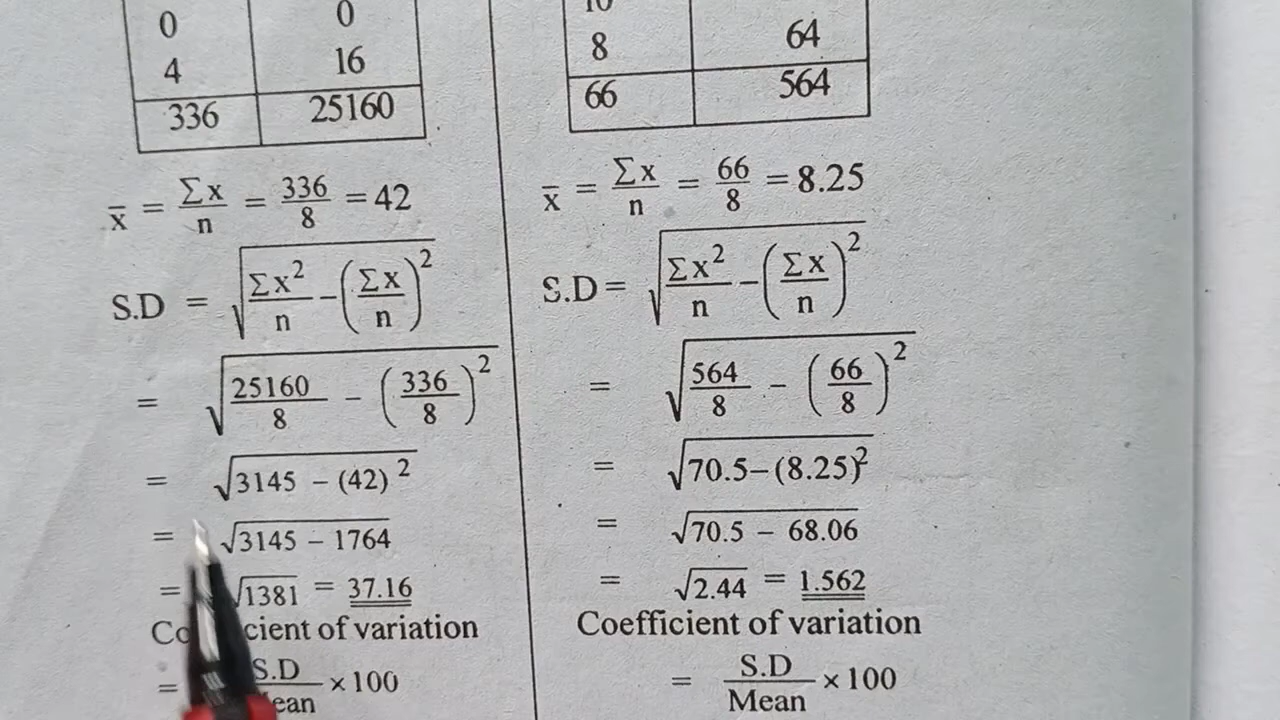 0 0
4 16
336 25160
x̄ = Σx/n = 336/8 = 42
S.D = √(Σx²/n − (Σx/n)²)
= √(25160/8 − (336/8)²)
= √(3145 − (42)²)
= √(3145 − 1764)
= √1381 = 37.16
cient of variation
= S.D/ean × 100
8 64
66 564
x̄ = Σx/n = 66/8 = 8.25
S.D = √(Σx²/n − (Σx/n)²)
= √(564/8 − (66/8)²)
= √(70.5 − (8.25)²)
= √(70.5 − 68.06)
= √2.44 = 1.562
Coefficient of variation
= S.D/Mean × 100